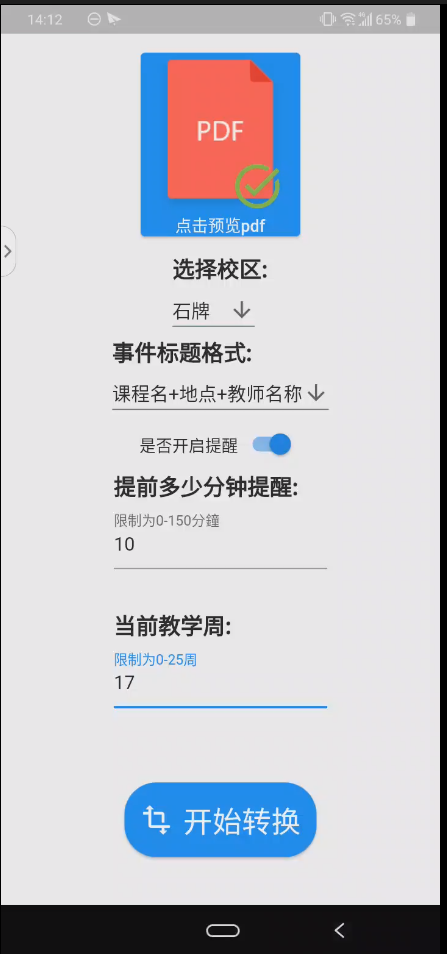 14:12
65%
PDF
点击预览pdf
选择校区:
石牌
事件标题格式:
课程名+地点+教师名称
是否开启提醒
提前多少分钟提醒:
限制为0-150分鐘
10
当前教学周:
限制为0-25周
17
开始转换